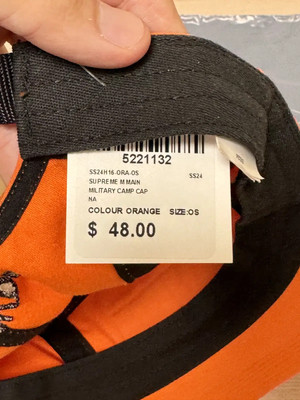 5221132
SS24H16-ORA-OS SS24
SUPREME M MAIN
MILITARY CAMP CAP
NA
COLOUR ORANGE SIZE:OS
$ 48.00